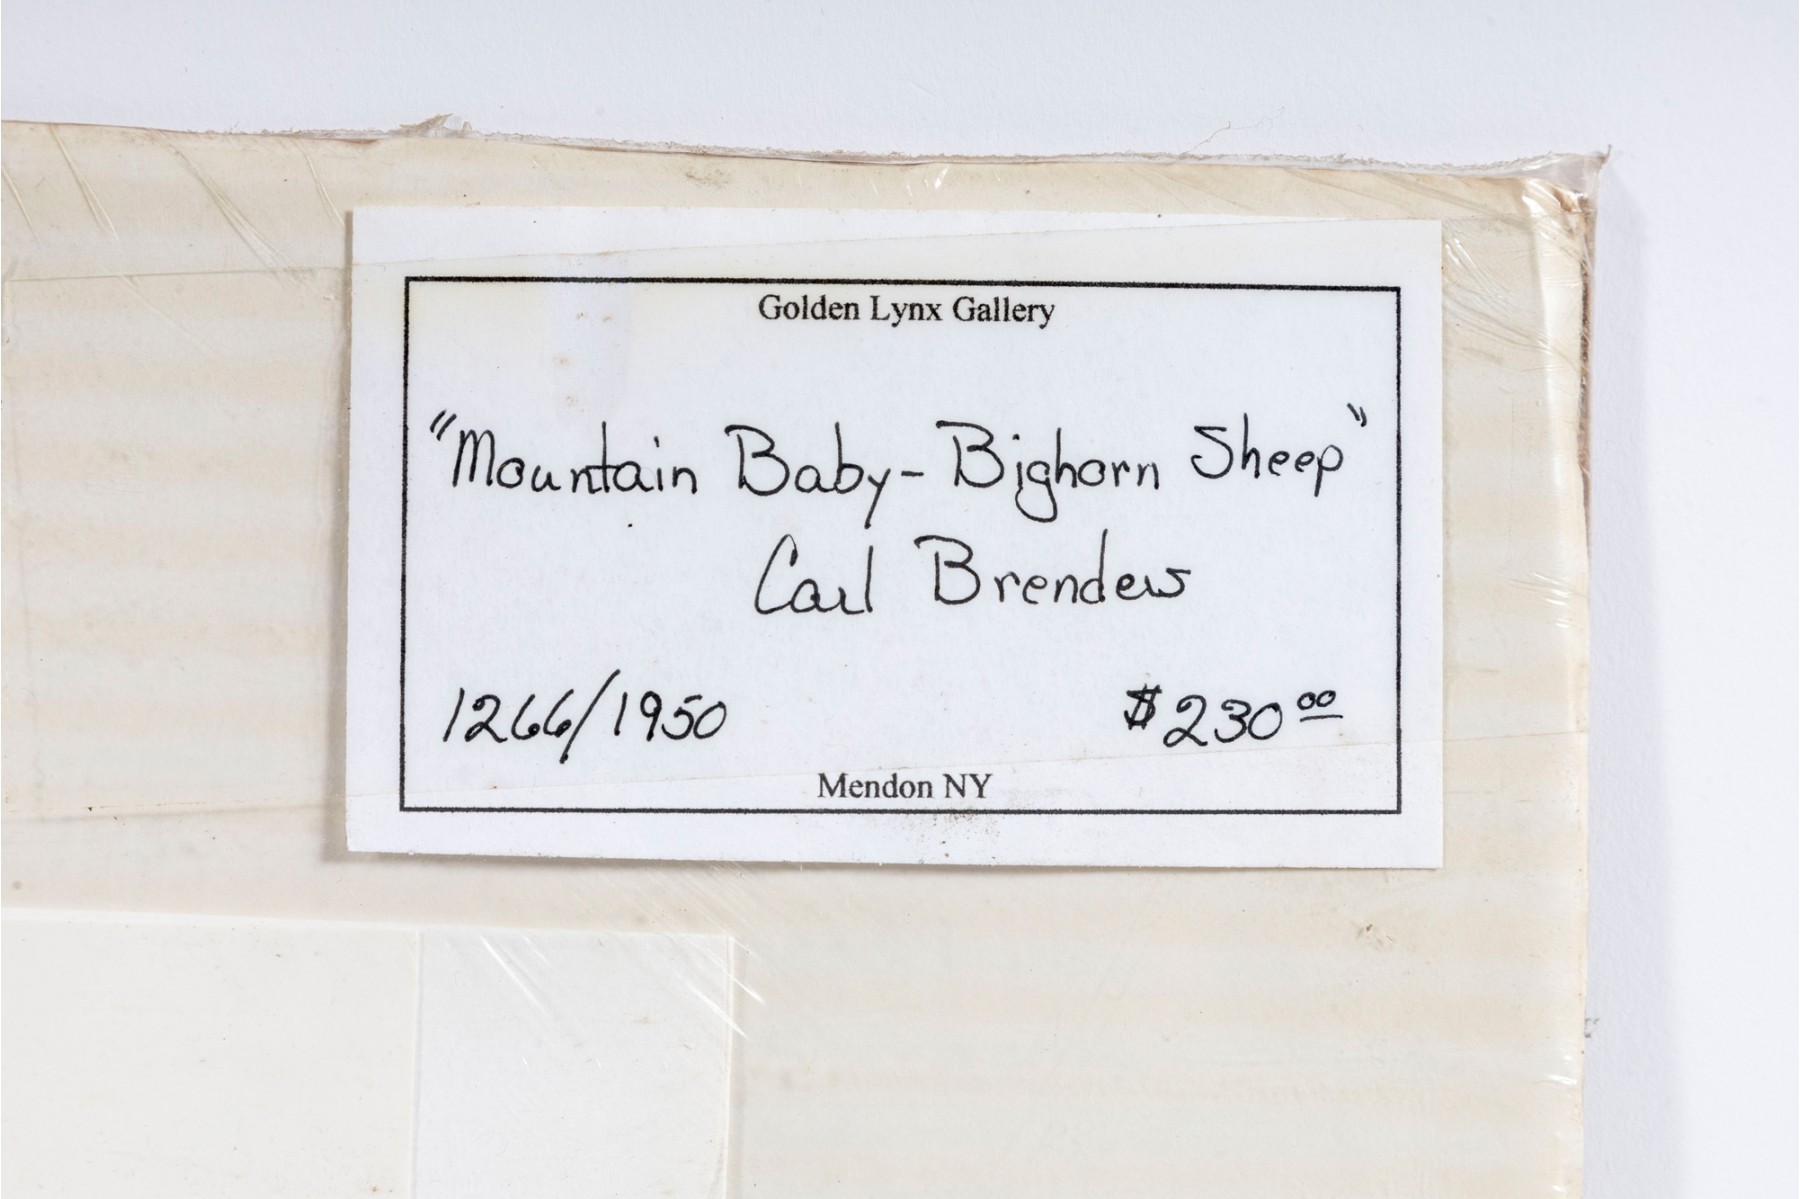 Golden Lynx Gallery
"Mountain Baby - Bighorn Sheep"
Carl Brenders
1266/1950 $230.00
Mendon NY